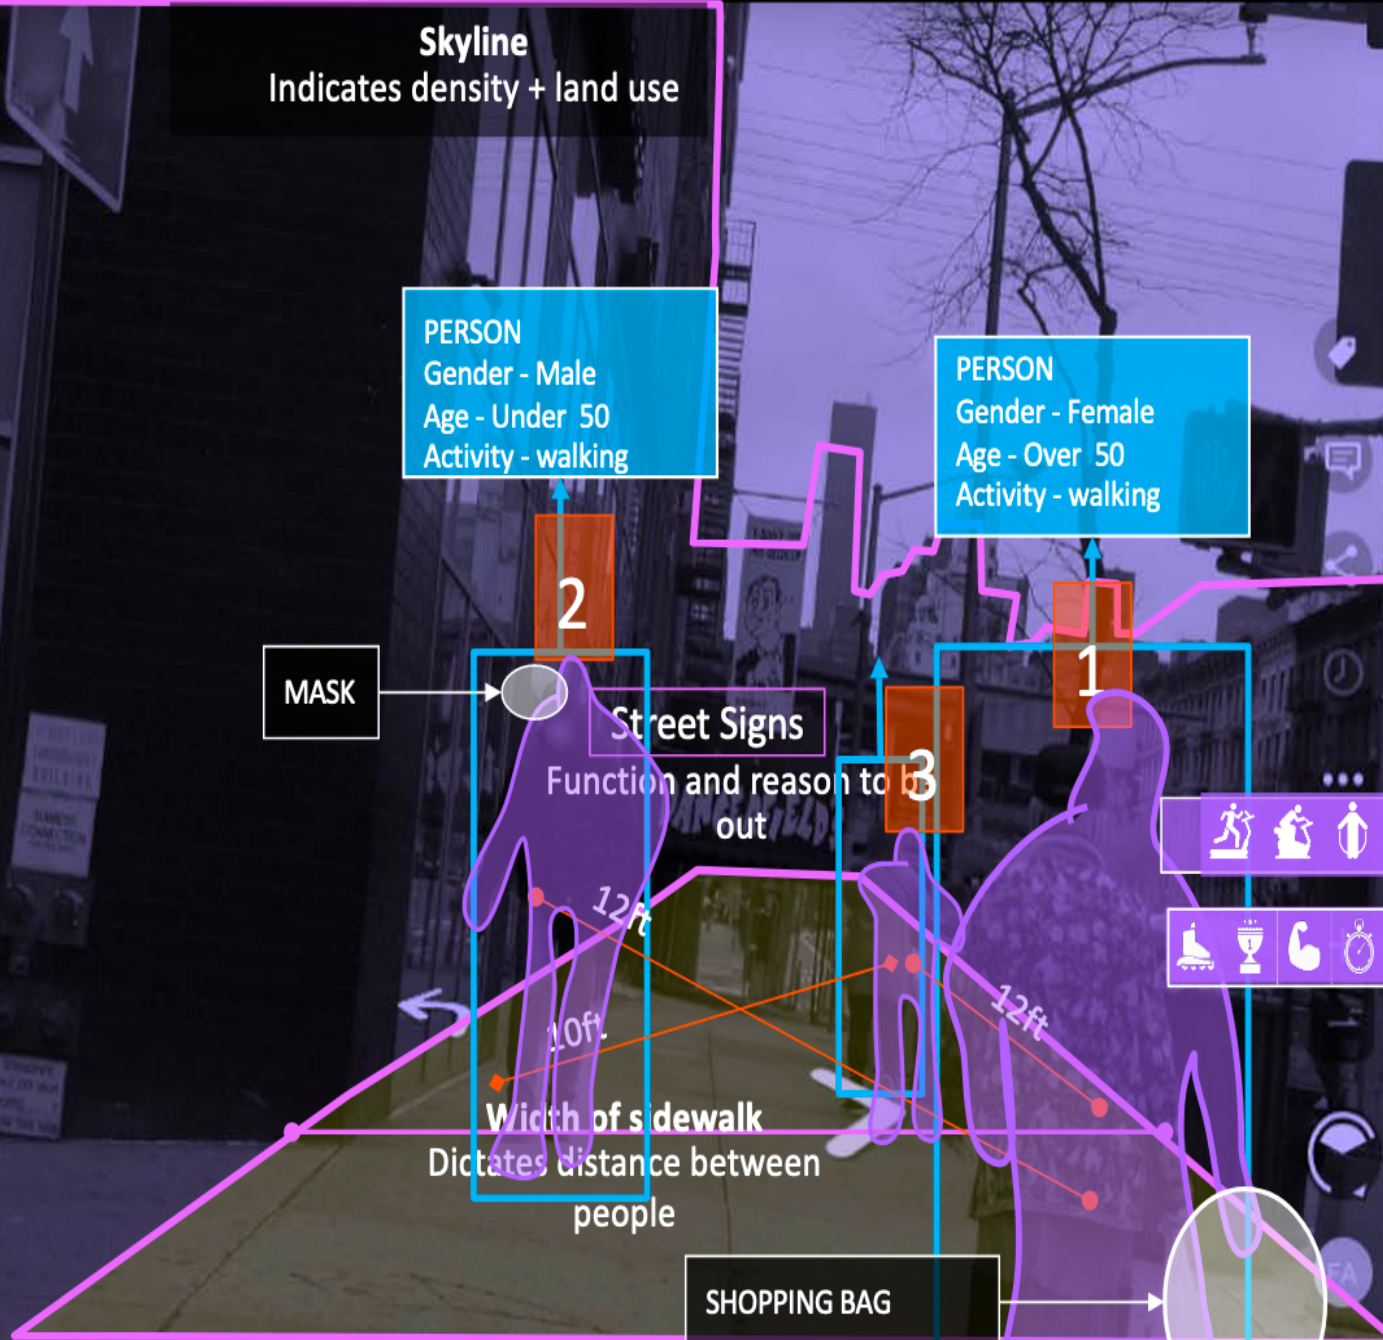 Skyline
Indicates density + land use
PERSON
Gender - Male
Age - Under 50
Activity - walking
PERSON
Gender - Female
Age - Over 50
Activity - walking
2
1
MASK
Street Signs
3
Function and reason to be
out
12ft
12ft
10ft
Width of sidewalk
Dictates distance between
people
SHOPPING BAG
FA